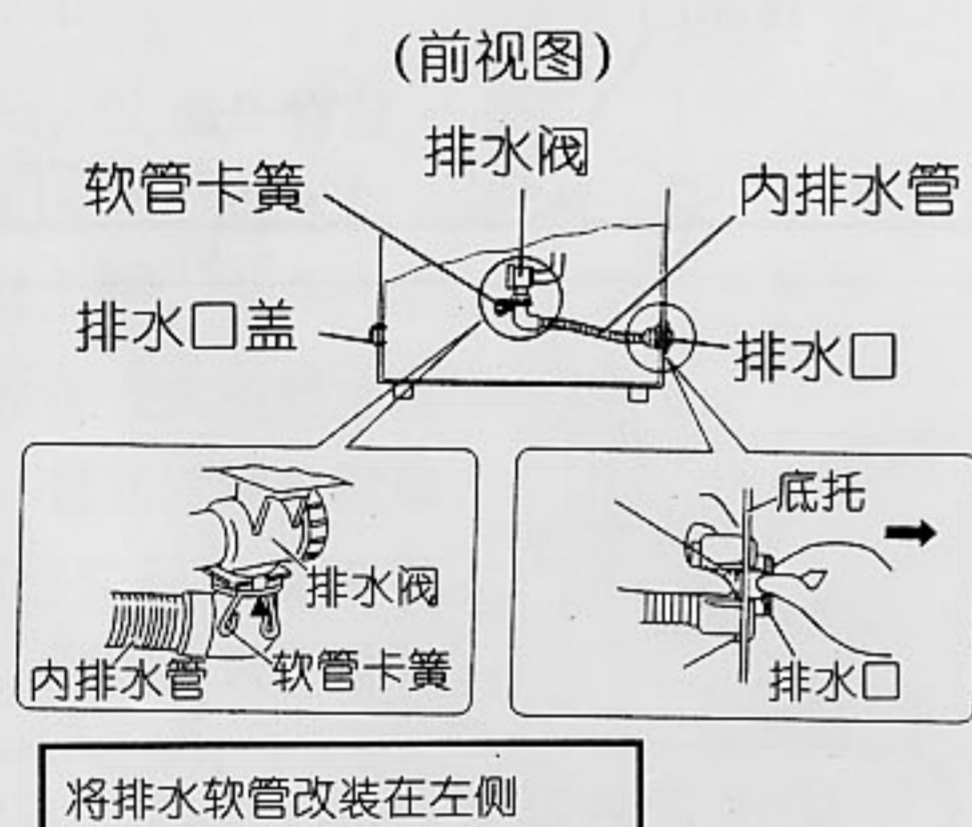 (前视图)
排水阀
软管卡簧
内排水管
排水口盖
排水口
底托
排水阀
内排水管
软管卡簧
排水口
将排水软管改装在左侧